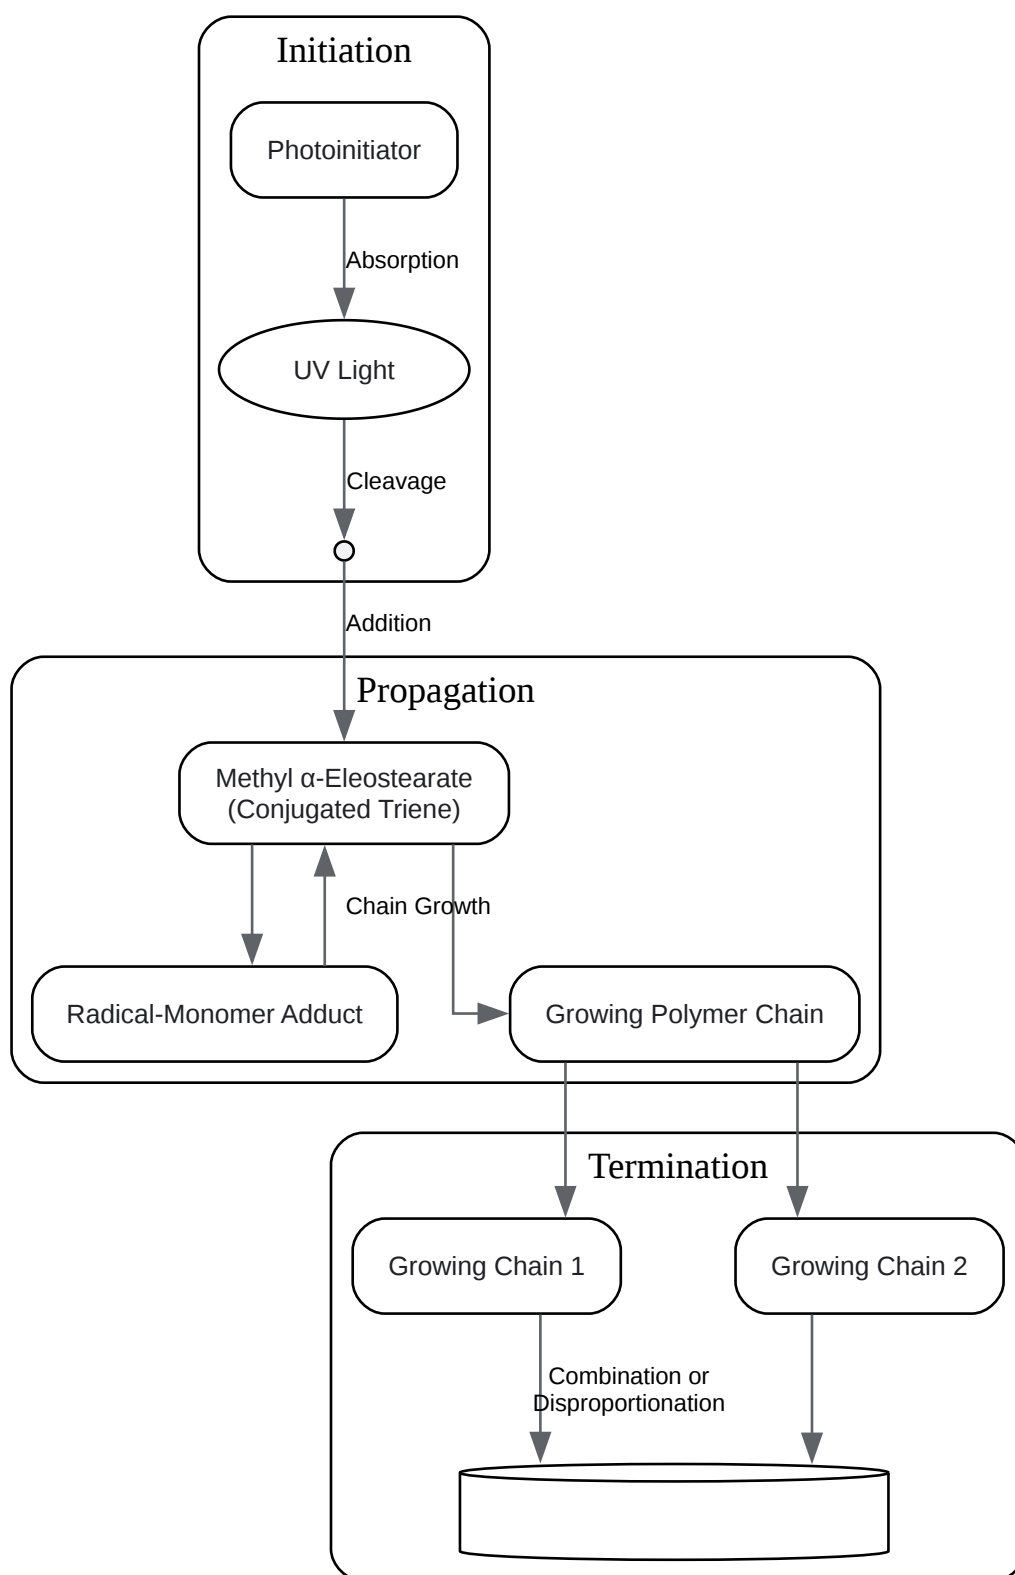 Initiation
Photoinitiator
Absorption
UV Light
Cleavage
Addition
Propagation
Methyl α-Eleostearate
(Conjugated Triene)
Chain Growth
Radical-Monomer Adduct
Growing Polymer Chain
Termination
Growing Chain 1
Growing Chain 2
Combination or
Disproportionation